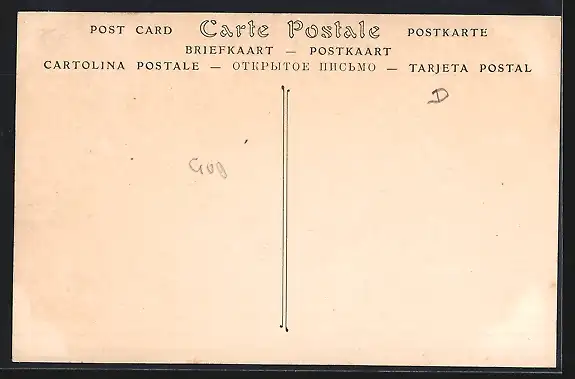 POST CARD Carte Postale POSTKARTE
BRIEFKAART — POSTKAART
CARTOLINA POSTALE — ОТКРЫТОЕ ПИСЬМО — TARJETA POSTAL
D